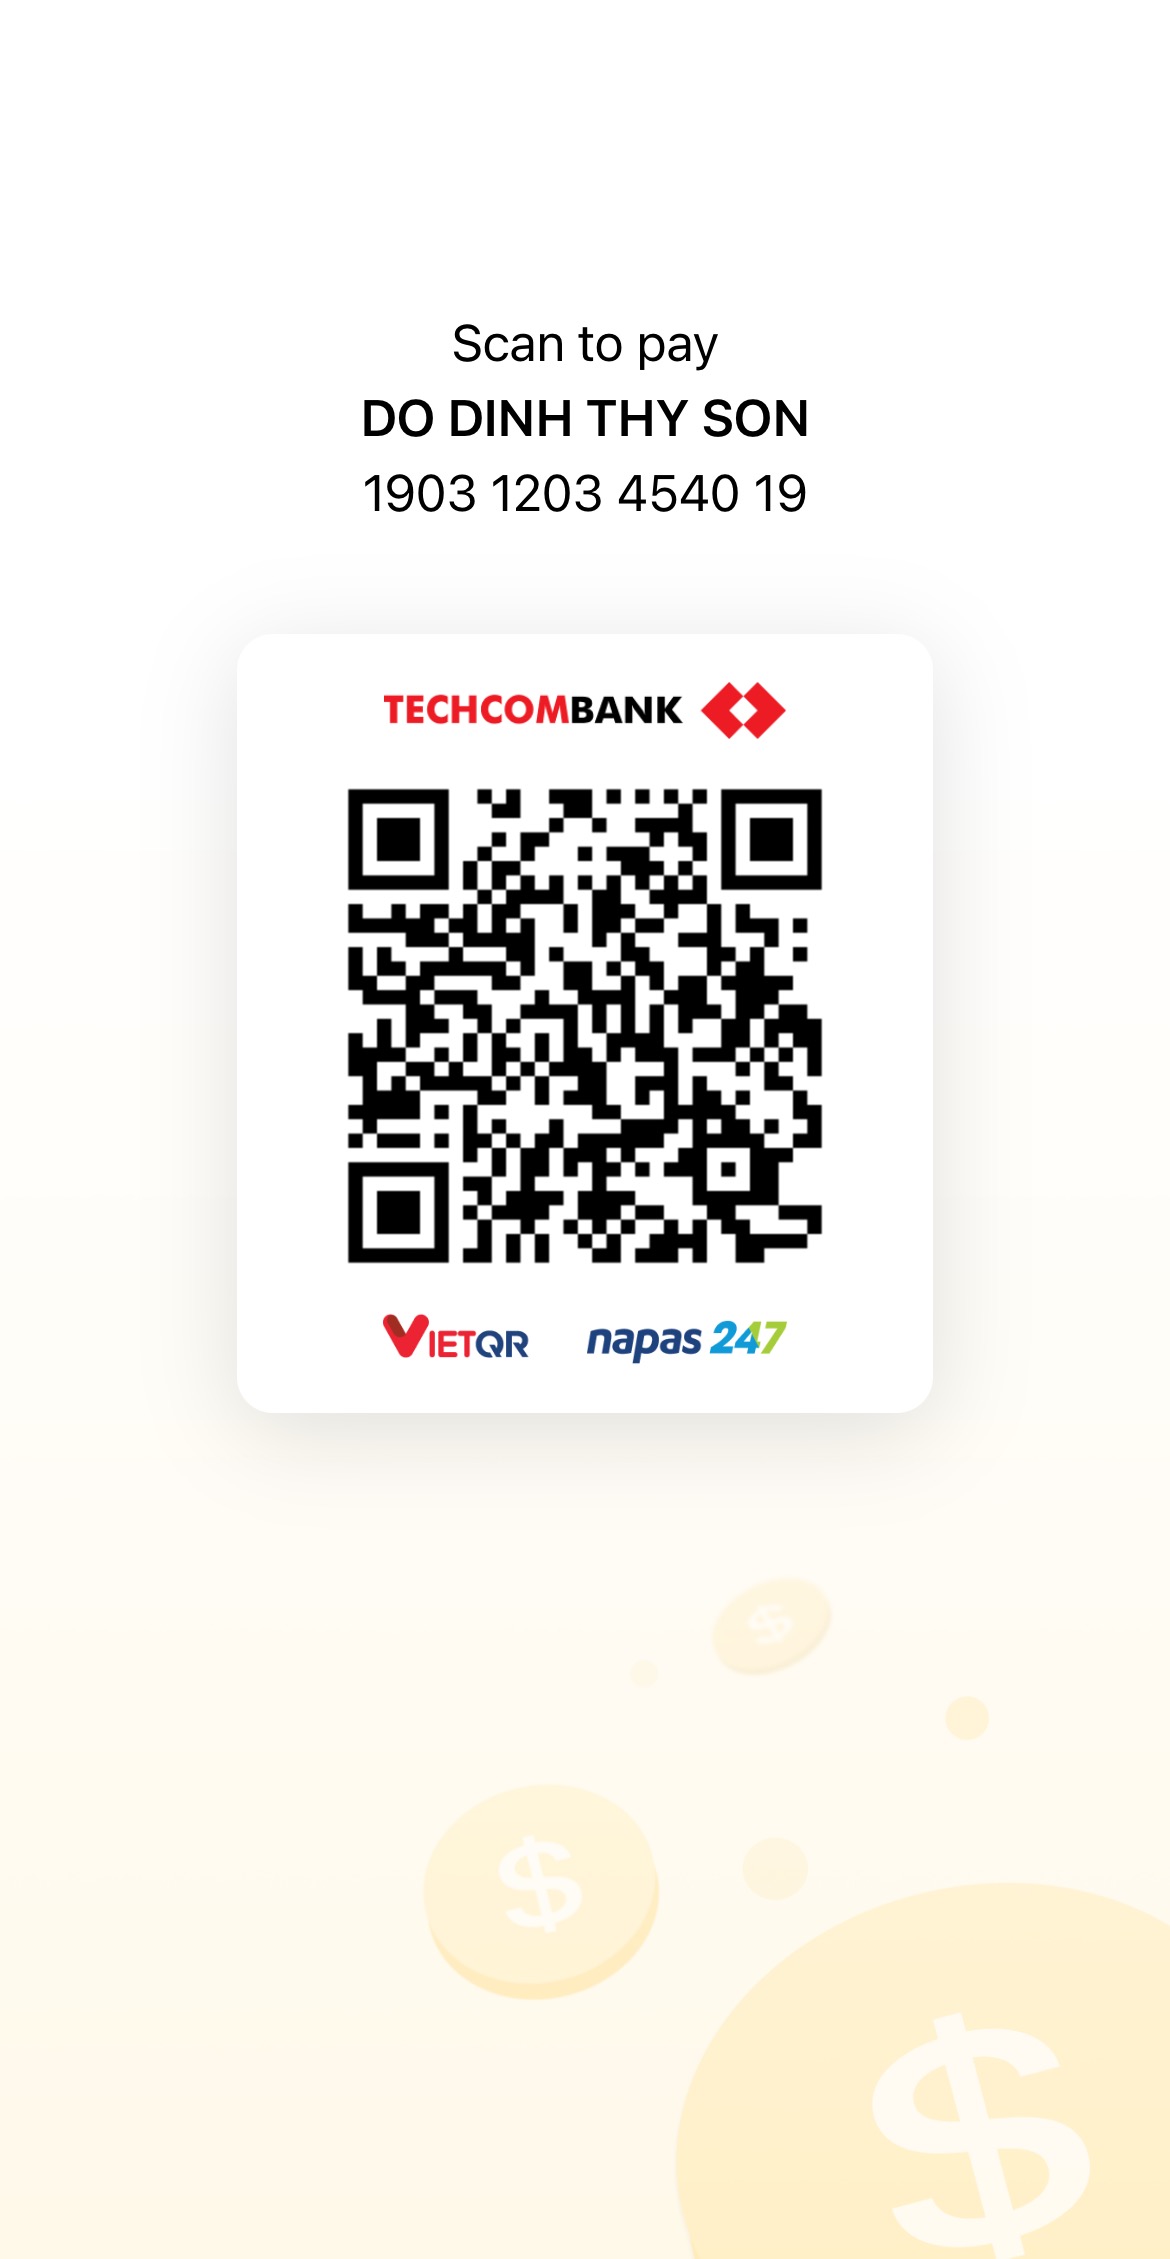 Scan to pay
DO DINH THY SON
1903 1203 4540 19
TECHCOMBANK
VIETQR napas 247
$
$
$